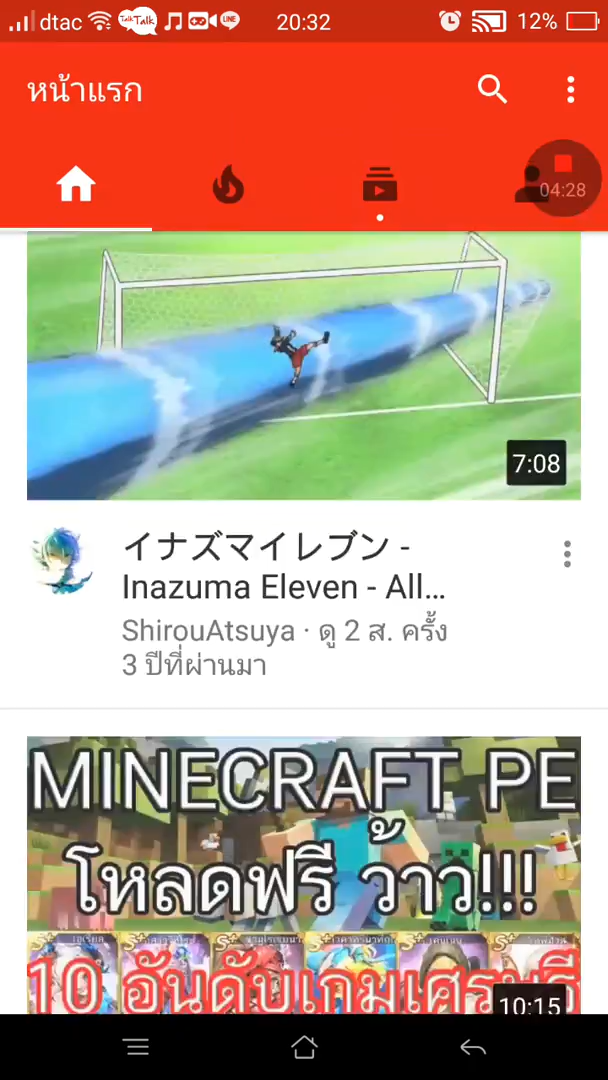 dtac TalkTalk LINE 20:32 12%
หน้าแรก
04:28
7:08
イナズマイレブン -
Inazuma Eleven - All...
ShirouAtsuya · ดู 2 ส. ครั้ง
3 ปีที่ผ่านมา
MINECRAFT PE
โหลดฟรี ว้าว!!!
10 อันดับเกมเศรษฐี
10:15